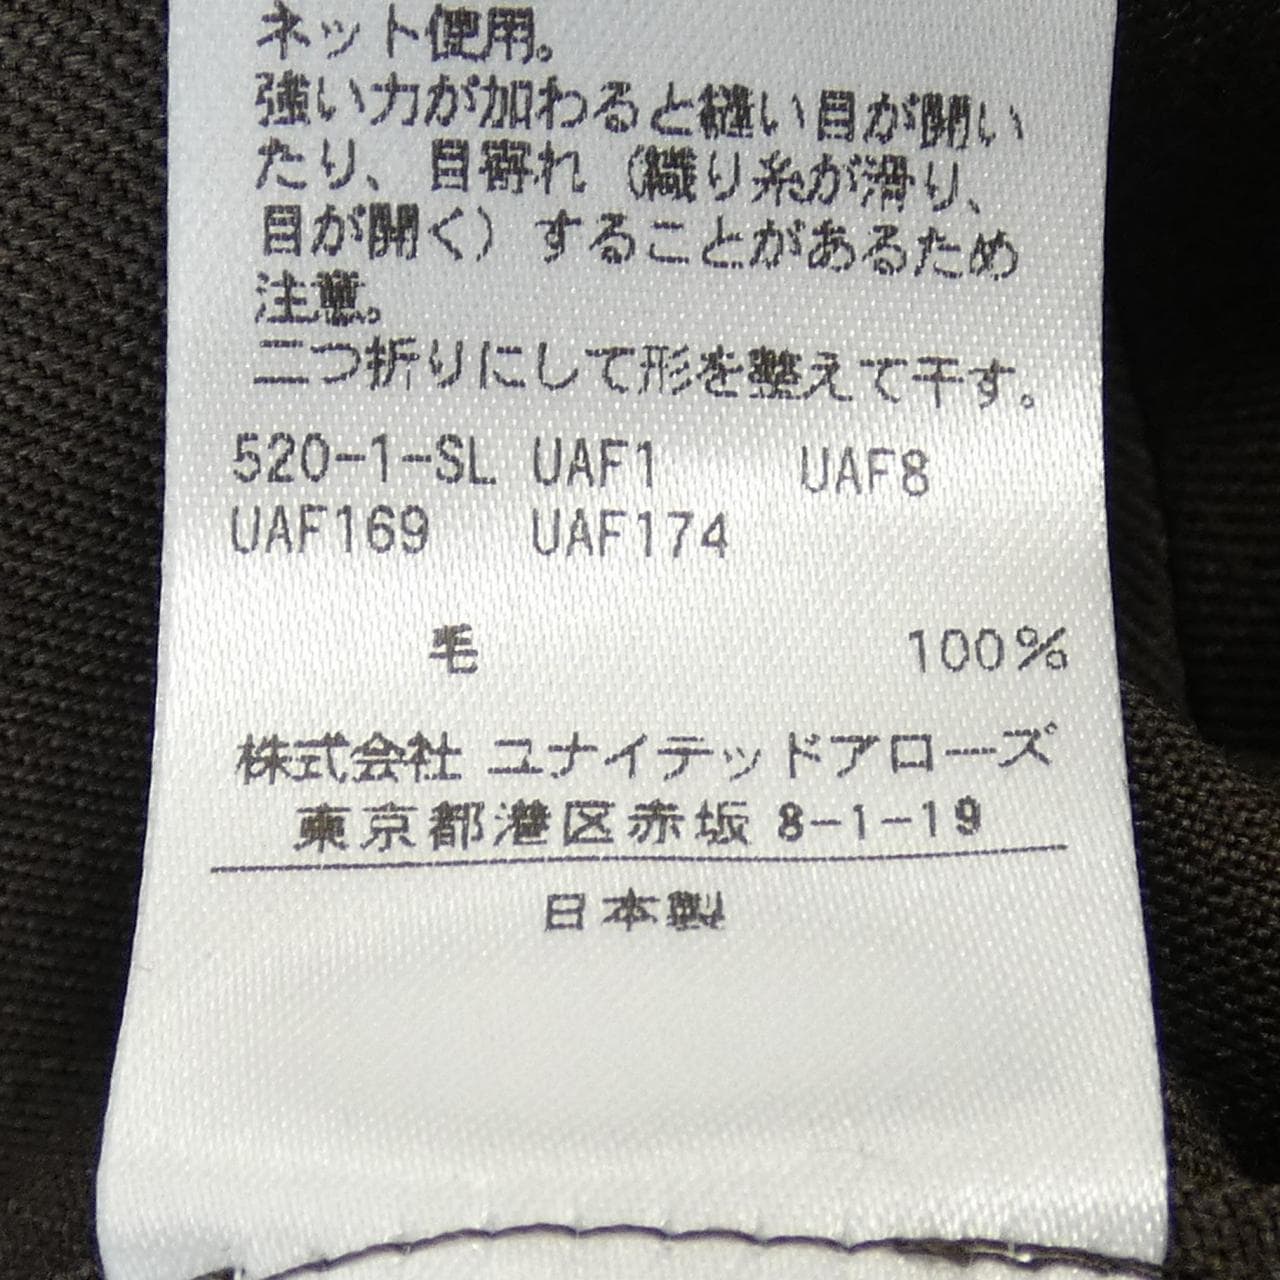 ネット使用。
強い力が加わると縫い目が開い
たり、目寄れ（織り糸が滑り、
目が開く）することがあるため
注意。
二つ折りにして形を整えて干す。
520-1-SL UAF1 UAF8
UAF169 UAF174
毛 100%
株式会社 ユナイテッドアローズ
東京都港区赤坂 8-1-19
日本製